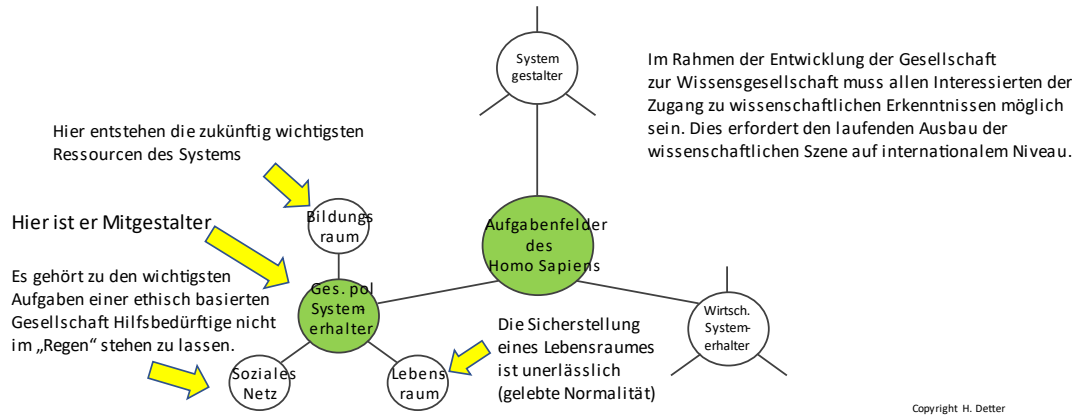 System
gestalter
Im Rahmen der Entwicklung der Gesellschaft
zur Wissensgesellschaft muss allen Interessierten der
Zugang zu wissenschaftlichen Erkenntnissen möglich
sein. Dies erfordert den laufenden Ausbau der
wissenschaftlichen Szene auf internationalem Niveau.
Hier entstehen die zukünftig wichtigsten
Ressourcen des Systems
Hier ist er Mitgestalter
Bildungs
raum
Aufgabenfelder
des
Homo Sapiens
Es gehört zu den wichtigsten
Aufgaben einer ethisch basierten
Gesellschaft Hilfsbedürftige nicht
im „Regen“ stehen zu lassen.
Ges. pol
System-
erhalter
Wirtsch.
System-
erhalter
Die Sicherstellung
eines Lebensraumes
ist unerlässlich
(gelebte Normalität)
Soziales
Netz
Lebens
raum
Copyright H. Detter